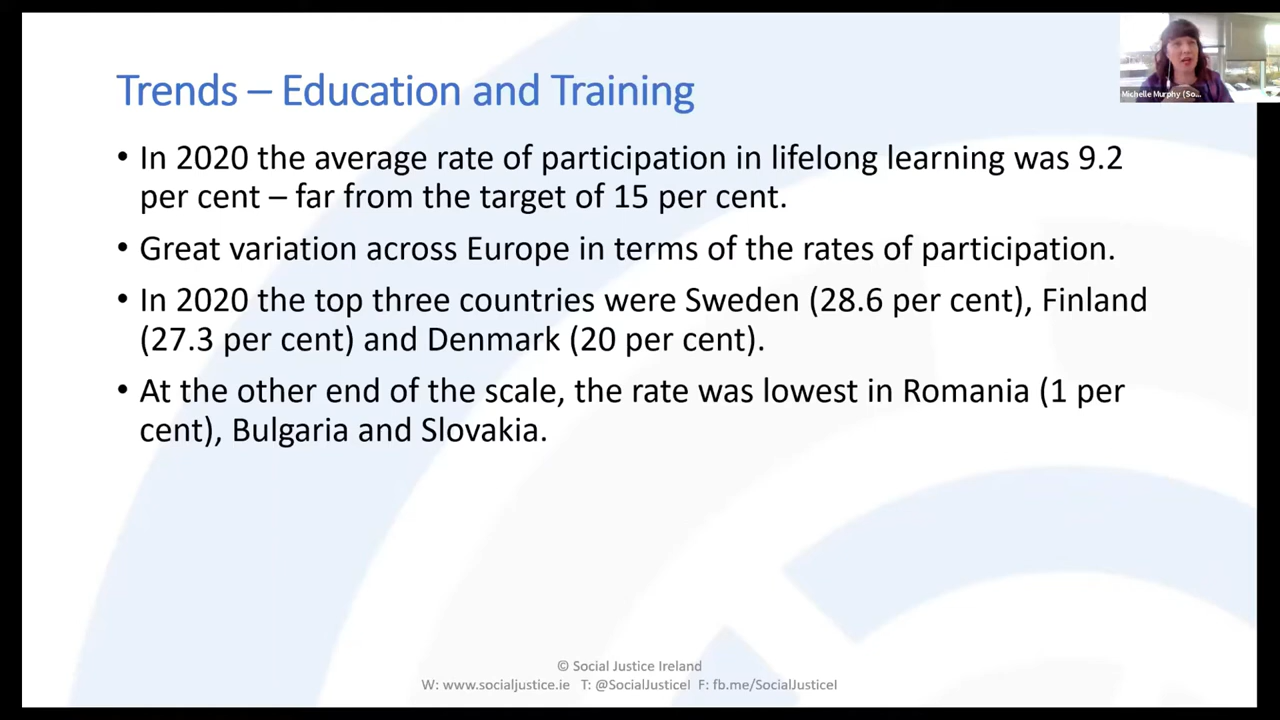 Trends – Education and Training
Michelle Murphy (So...
• In 2020 the average rate of participation in lifelong learning was 9.2
per cent – far from the target of 15 per cent.
• Great variation across Europe in terms of the rates of participation.
• In 2020 the top three countries were Sweden (28.6 per cent), Finland
(27.3 per cent) and Denmark (20 per cent).
• At the other end of the scale, the rate was lowest in Romania (1 per
cent), Bulgaria and Slovakia.
© Social Justice Ireland
W: www.socialjustice.ie T: @SocialJusticeI F: fb.me/SocialJusticeI